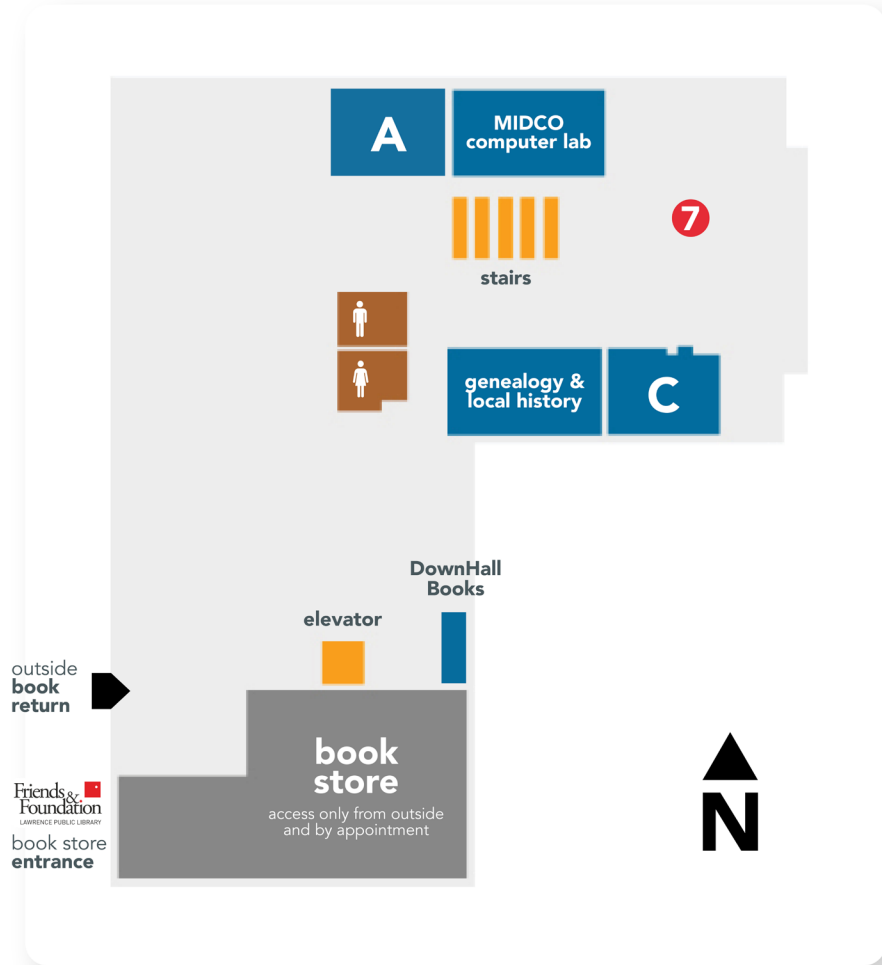 A
MIDCO
computer lab
7
stairs
genealogy &
local history
C
DownHall
Books
elevator
outside
book
return
book
store
access only from outside
and by appointment
Friends &
Foundation
LAWRENCE PUBLIC LIBRARY
book store
entrance
N